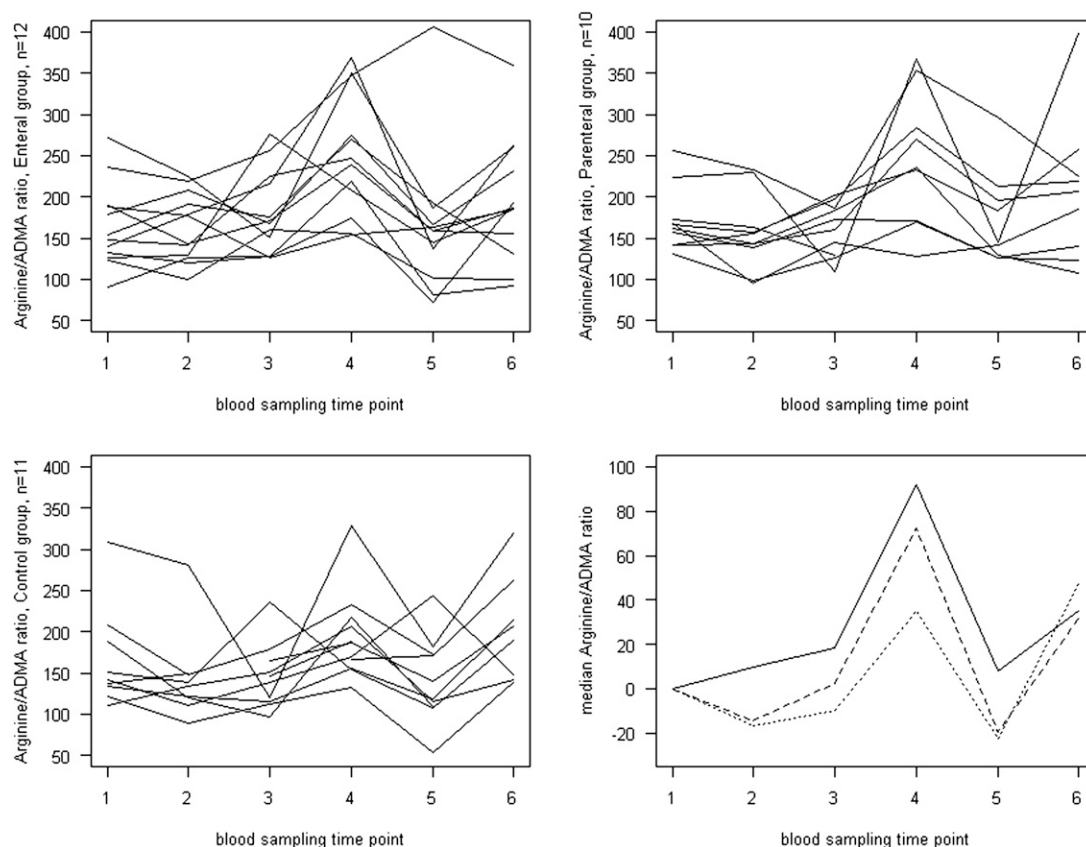 Arginine/ADMA ratio, Enteral group, n=12
400
350
300
250
200
150
100
50
1 2 3 4 5 6
blood sampling time point
Arginine/ADMA ratio, Parenteral group, n=10
400
350
300
250
200
150
100
50
1 2 3 4 5 6
blood sampling time point
Arginine/ADMA ratio, Control group, n=11
400
350
300
250
200
150
100
50
1 2 3 4 5 6
blood sampling time point
median Arginine/ADMA ratio
100
80
60
40
20
0
-20
1 2 3 4 5 6
blood sampling time point